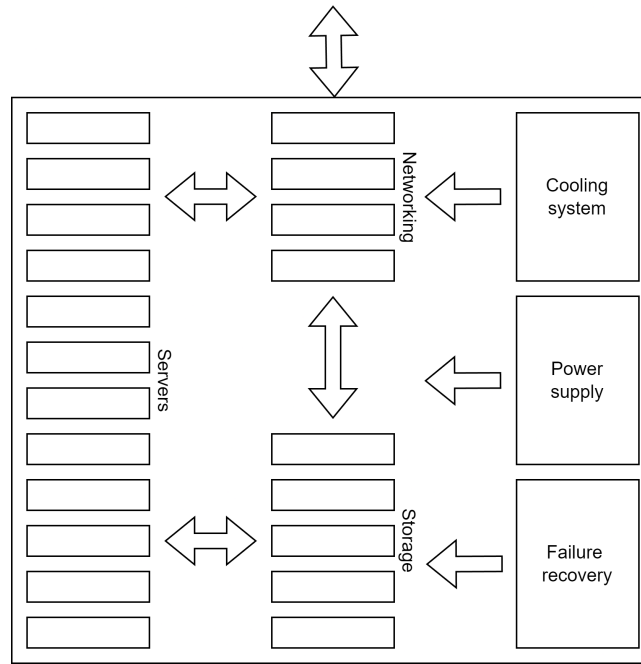 Networking
Cooling
system
Servers
Power
supply
Storage
Failure
recovery